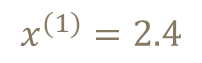 x⁽¹⁾ = 2.4